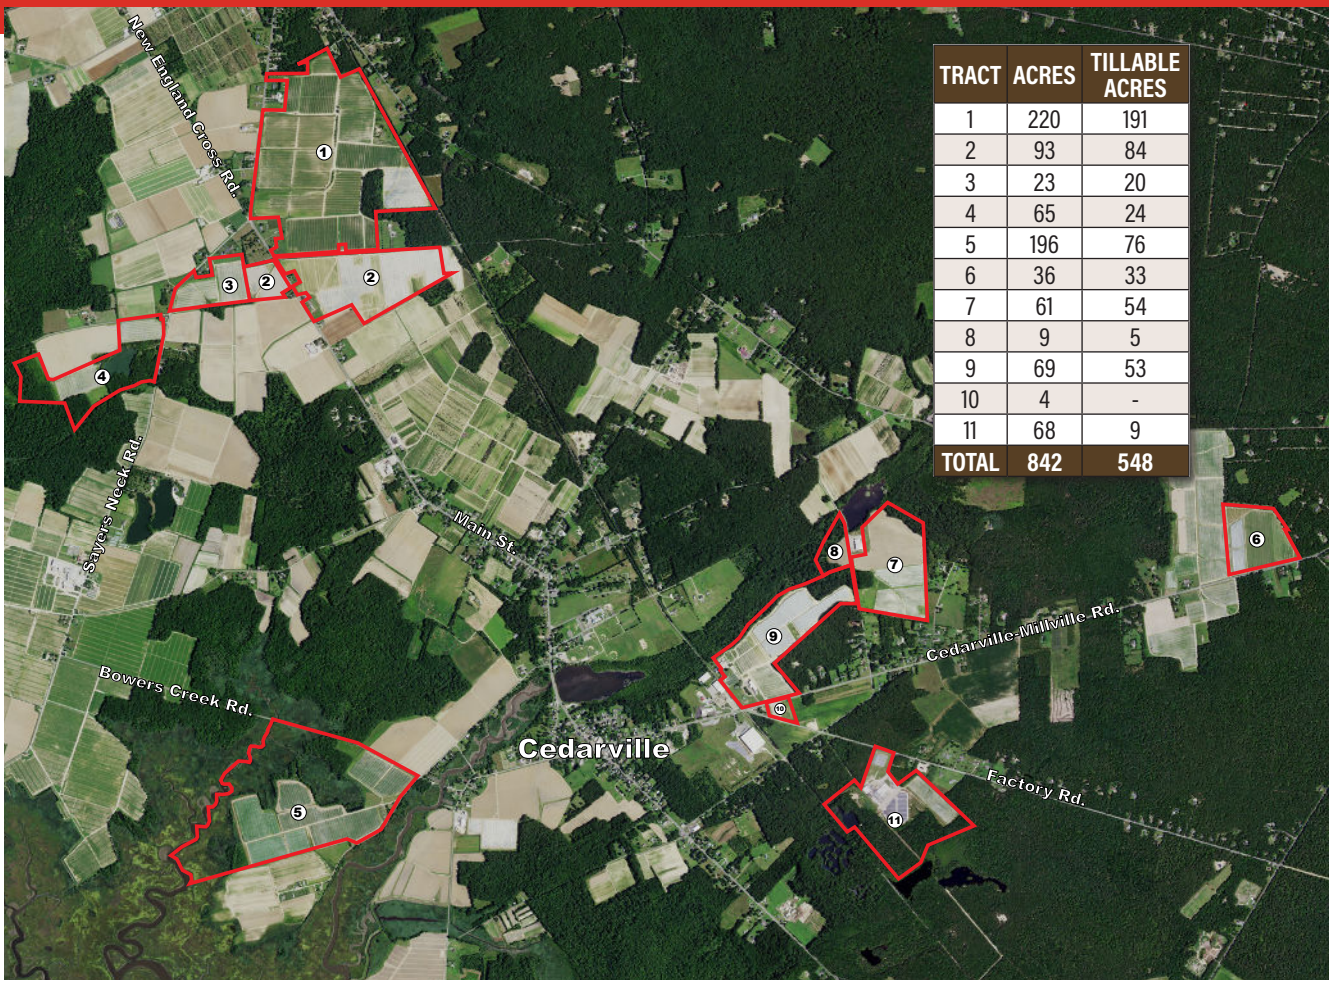 New England Cross Rd.
TRACT ACRES TILLABLE ACRES
1 220 191
2 93 84
3 23 20
4 65 24
5 196 76
6 36 33
7 61 54
8 9 5
9 69 53
10 4 -
11 68 9
TOTAL 842 548
1
2
3
2
4
Sayers Neck Rd.
Main St.
6
8
7
9
Cedarville-Millville Rd.
Bowers Creek Rd.
10
Cedarville
Factory Rd.
5
11